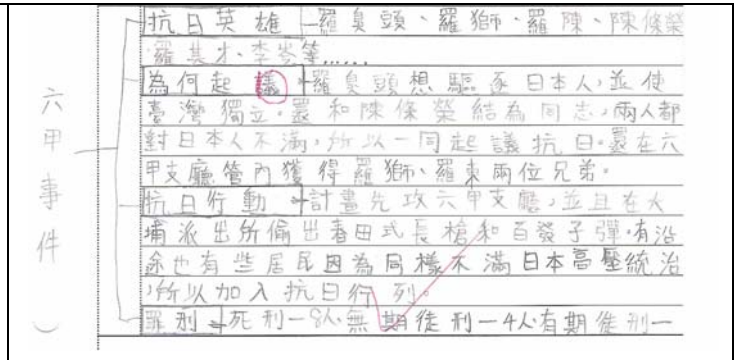 六甲事件
抗日英雄-羅臭頭、羅獅、羅陳、陳條榮
、羅其才、李岑等......
為何起議→羅臭頭想驅逐日本人,並使
臺灣獨立。還和陳條榮結為同志,兩人都
對日本人不滿,所以一同起議抗日。還在六
甲支廳管內獲得羅獅、羅東兩位兄弟。
抗日行動→計畫先攻六甲支廳,並且在大
埔派出所偷出春田式長槍和百發子彈。有沿
途也有些居民因為同樣不滿日本高壓統治
,所以加入抗日行列。
罪刑→死刑-8人、無期徒刑-4人、有期徒刑-